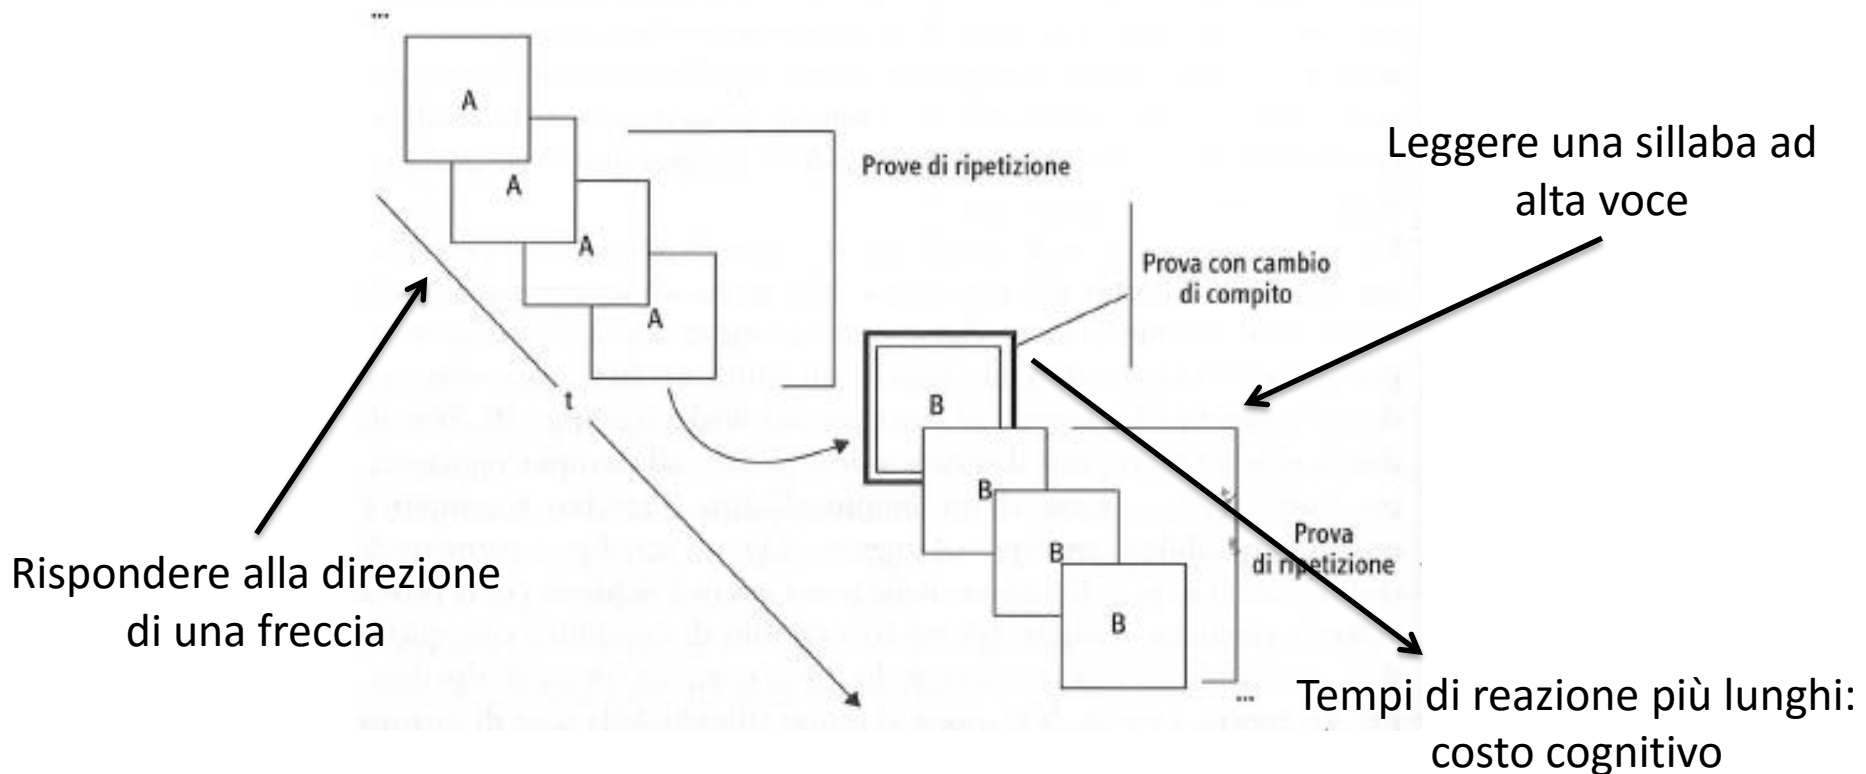 ...
A
A
A
A
Prove di ripetizione
Leggere una sillaba ad
alta voce
Prova con cambio
di compito
t
B
B
B
B
Prova
di ripetizione
...
Rispondere alla direzione
di una freccia
Tempi di reazione più lunghi:
costo cognitivo